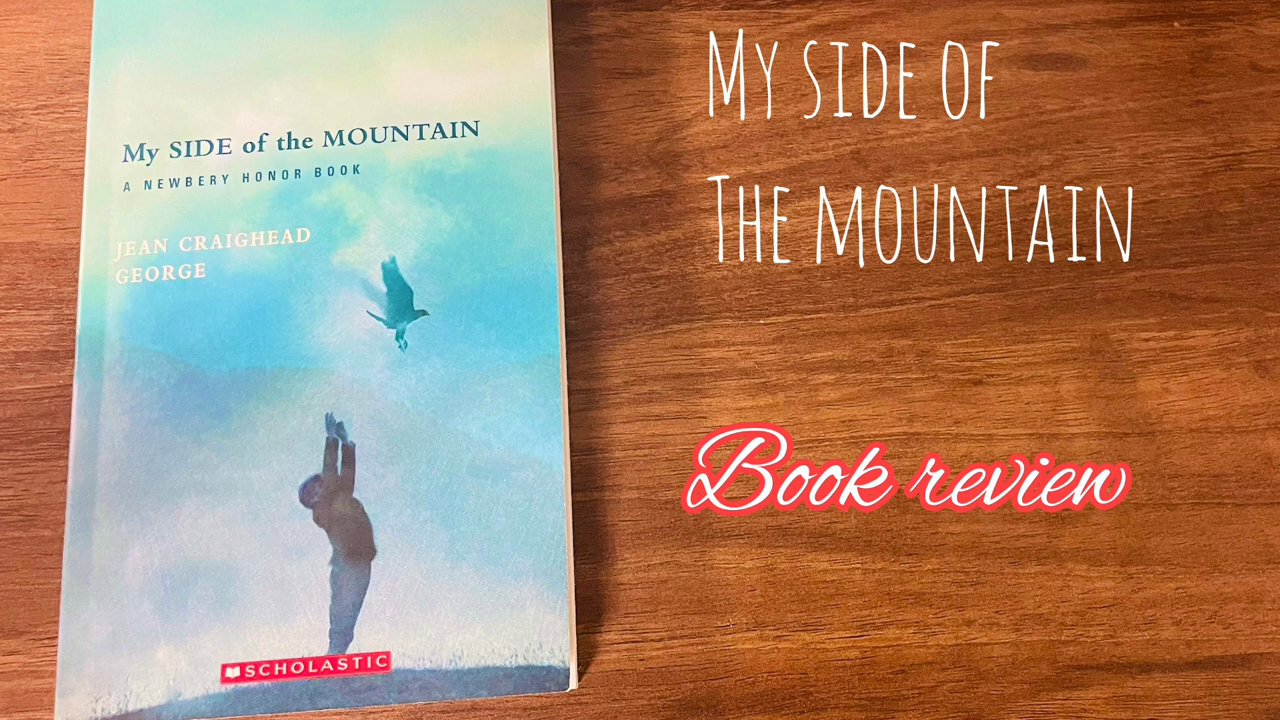 My SIDE of the MOUNTAIN
A NEWBERY HONOR BOOK
JEAN CRAIGHEAD
GEORGE
SCHOLASTIC
My side of
The mountain
Book review